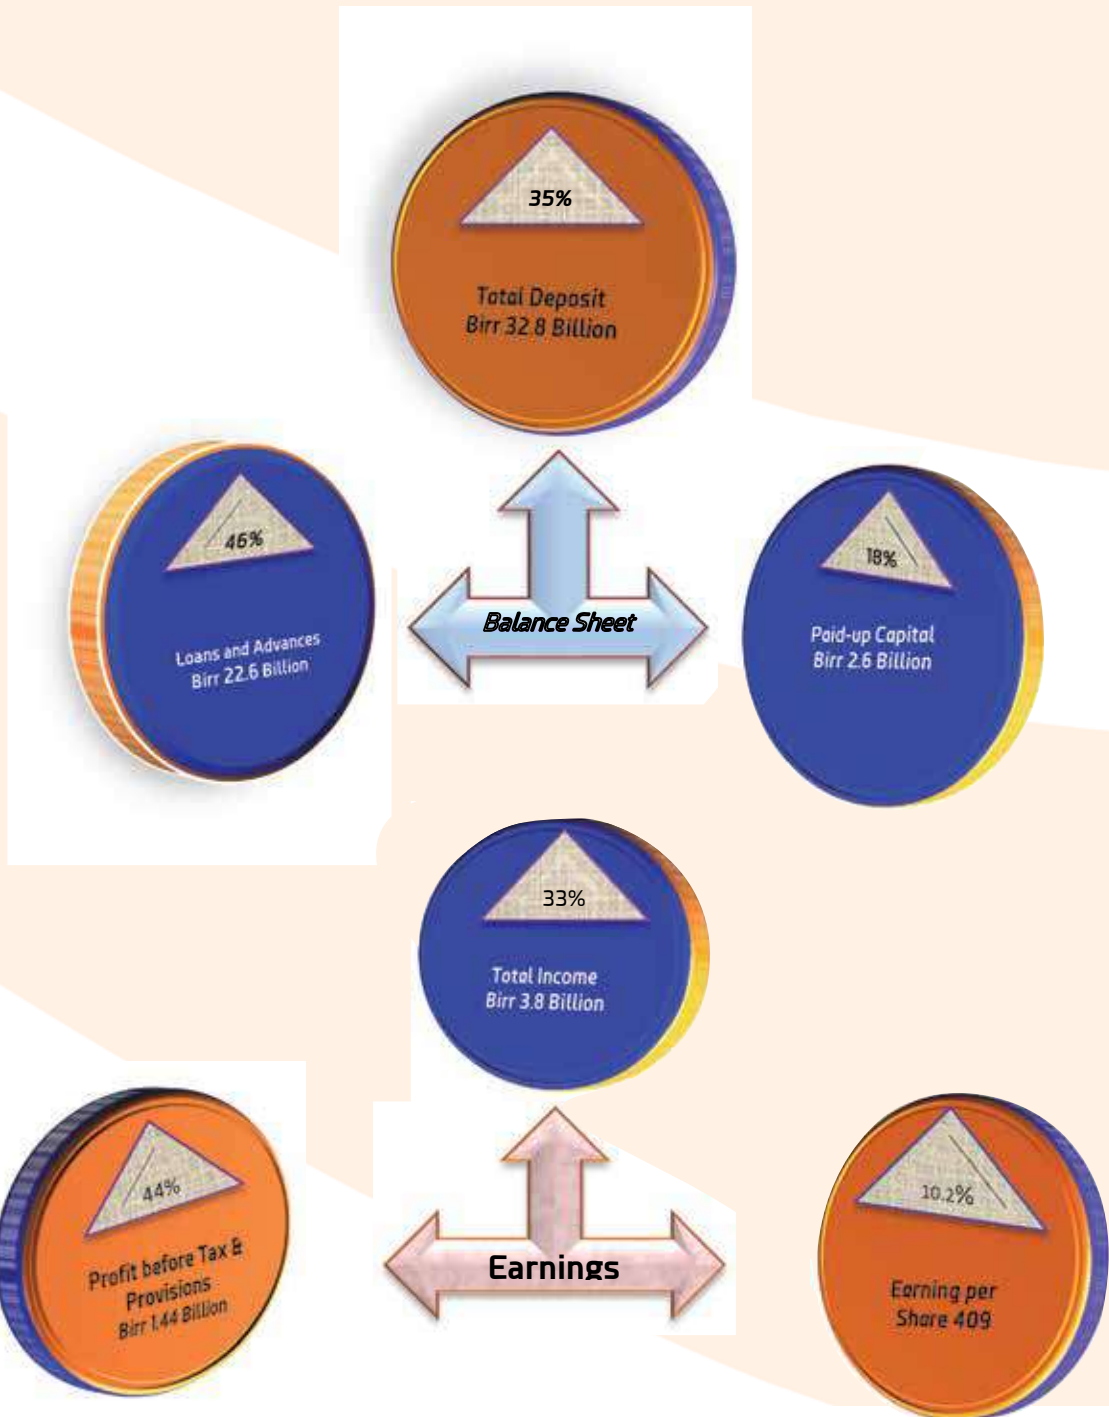 35%
Total Deposit
Birr 32.8 Billion
46%
Loans and Advances
Birr 22.6 Billion
Balance Sheet
18%
Paid-up Capital
Birr 2.6 Billion
33%
Total Income
Birr 3.8 Billion
44%
Profit before Tax &
Provisions
Birr 1.44 Billion
Earnings
10.2%
Earning per
Share 409